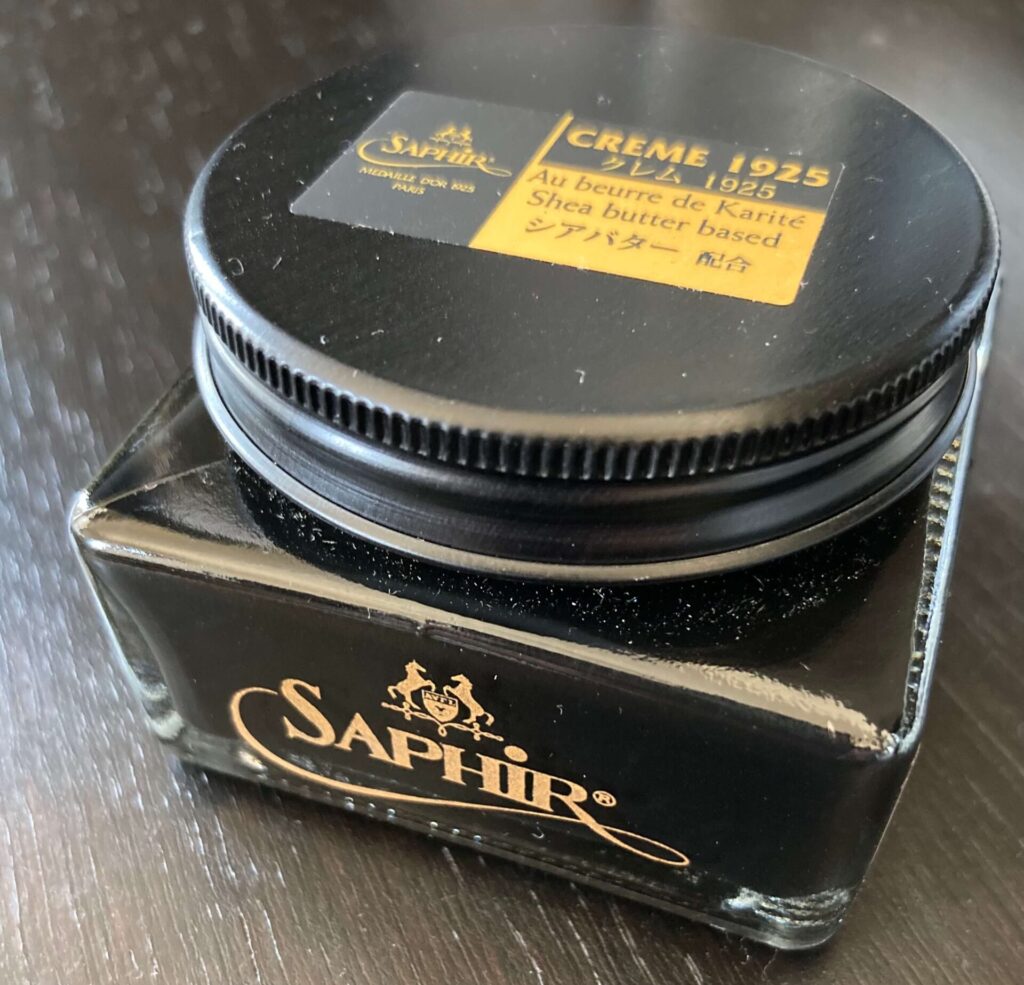 SAPHIR
MEDAILLE D'OR 1925
PARIS
CREME 1925
クレム 1925
Au beurre de Karité
Shea butter based
シアバター 配合
SAPHIR®